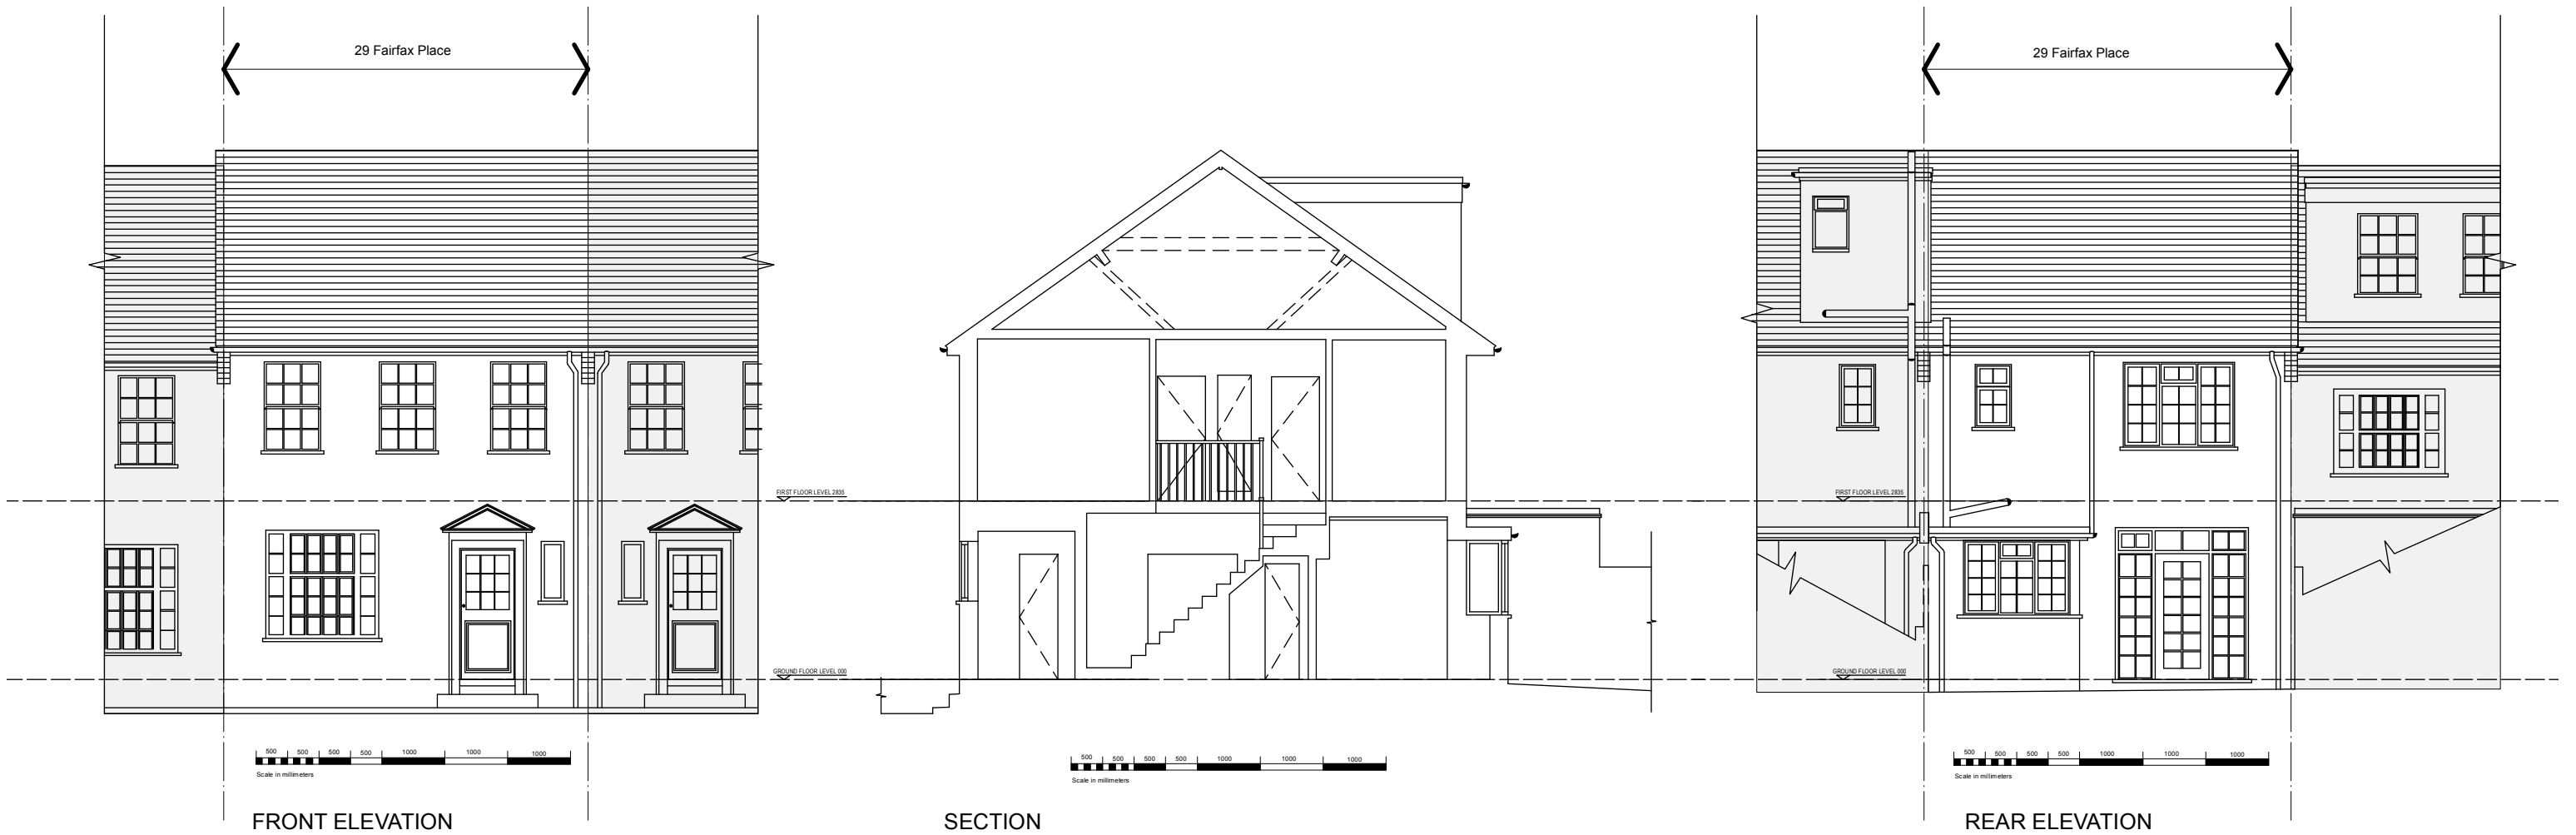 29 Fairfax Place
29 Fairfax Place
FIRST FLOOR LEVEL 2835
FIRST FLOOR LEVEL 2835
GROUND FLOOR LEVEL 000
GROUND FLOOR LEVEL 000
500 500 500 500 1000 1000 1000
Scale in millimeters
500 500 500 500 1000 1000 1000
Scale in millimeters
500 500 500 500 1000 1000 1000
Scale in millimeters
FRONT ELEVATION
SECTION
REAR ELEVATION